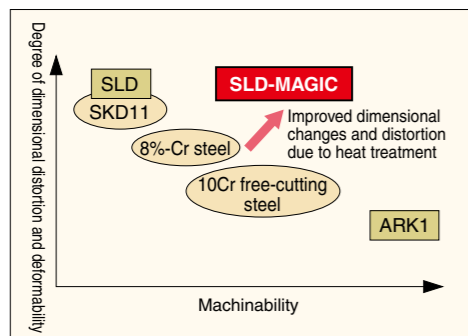 Degree of dimensional distortion and deformability
SLD
SKD11
SLD-MAGIC
Improved dimensional
changes and distortion
due to heat treatment
8%-Cr steel
10Cr free-cutting
steel
ARK1
Machinability